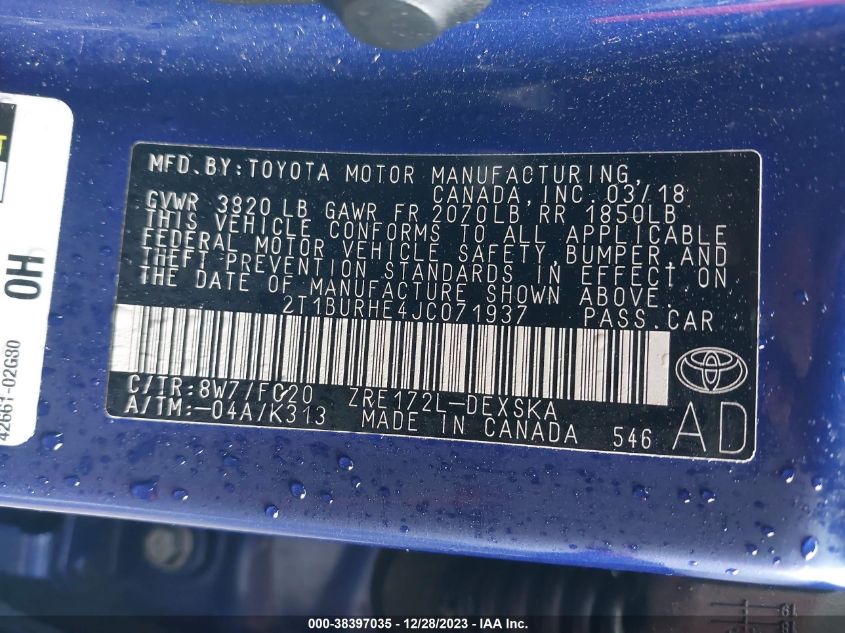 MFD.BY:TOYOTA MOTOR MANUFACTURING,
CANADA, INC. 03/18
GVWR 3820 LB GAWR FR 2070LB RR 1850LB
THIS VEHICLE CONFORMS TO ALL APPLICABLE
FEDERAL MOTOR VEHICLE SAFETY, BUMPER, AND
THEFT PREVENTION STANDARDS IN EFFECT ON
THE DATE OF MANUFACTURE SHOWN ABOVE.
2T1BURHE4JC071937 PASS.CAR
C/TR:8W77/FC20 ZRE172L-DEXSKA
A/TM:-04A/K313 MADE IN CANADA 546
AD
OH
42661-02G80
000-38397035 - 12/28/2023 - IAA Inc.